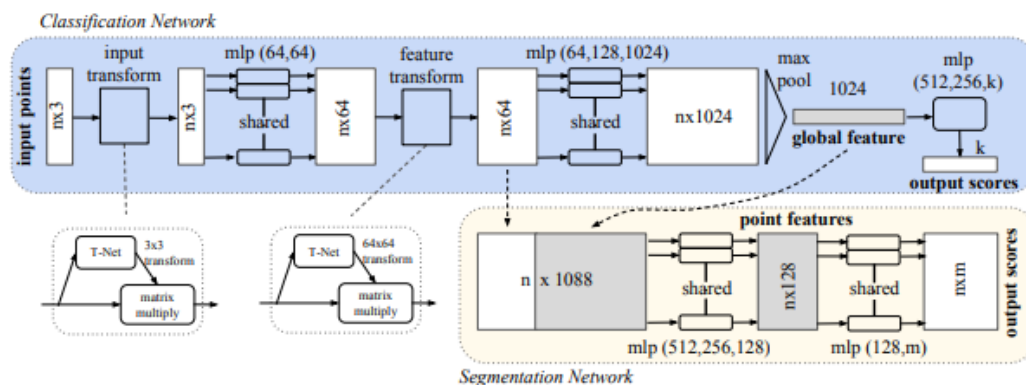 Classification Network
input points
nx3
input
transform
nx3
mlp (64,64)
shared
nx64
feature
transform
nx64
mlp (64,128,1024)
shared
nx1024
max
pool
1024
global feature
mlp
(512,256,k)
k
output scores
T-Net
3x3
transform
matrix
multiply
T-Net
64x64
transform
matrix
multiply
point features
n x 1088
shared
mlp (512,256,128)
nx128
shared
mlp (128,m)
nxm
output scores
Segmentation Network